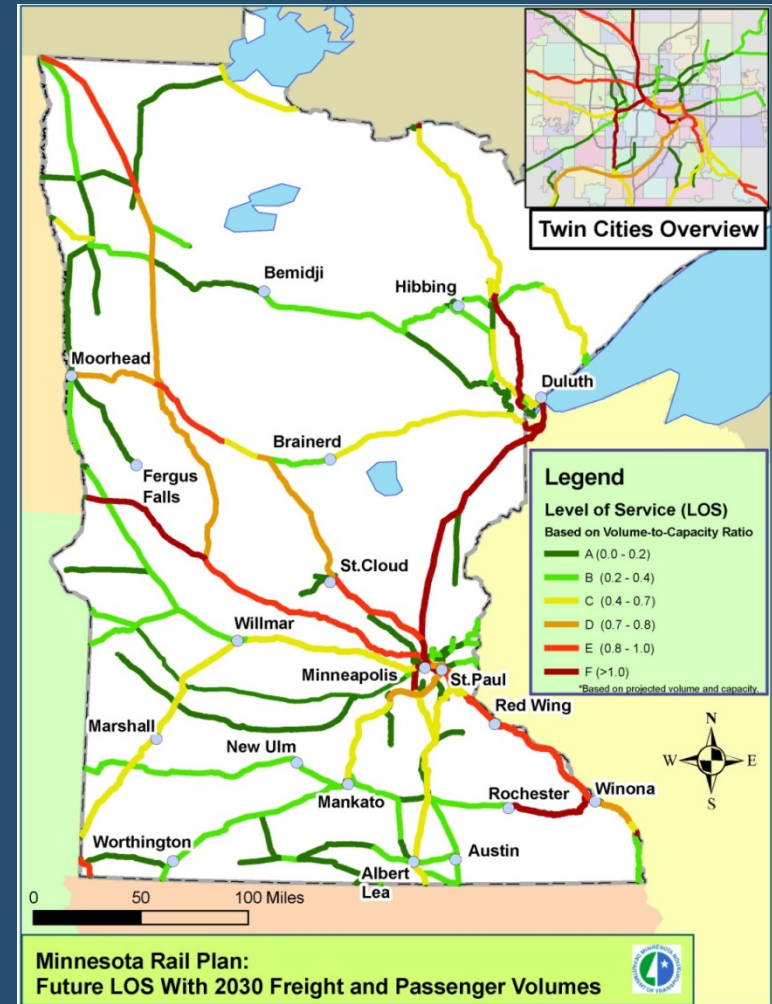 Twin Cities Overview
Bemidji
Hibbing
Moorhead
Duluth
Brainerd
Fergus
Falls
St.Cloud
Willmar
Minneapolis
St.Paul
Red Wing
Marshall
New Ulm
Mankato
Rochester
Winona
Worthington
Albert
Lea
Austin
Legend
Level of Service (LOS)
Based on Volume-to-Capacity Ratio
A (0.0 - 0.2)
B (0.2 - 0.4)
C (0.4 - 0.7)
D (0.7 - 0.8)
E (0.8 - 1.0)
F (>1.0)
*Based on projected volume and capacity.
N
W
E
S
0 50 100 Miles
Minnesota Rail Plan:
Future LOS With 2030 Freight and Passenger Volumes